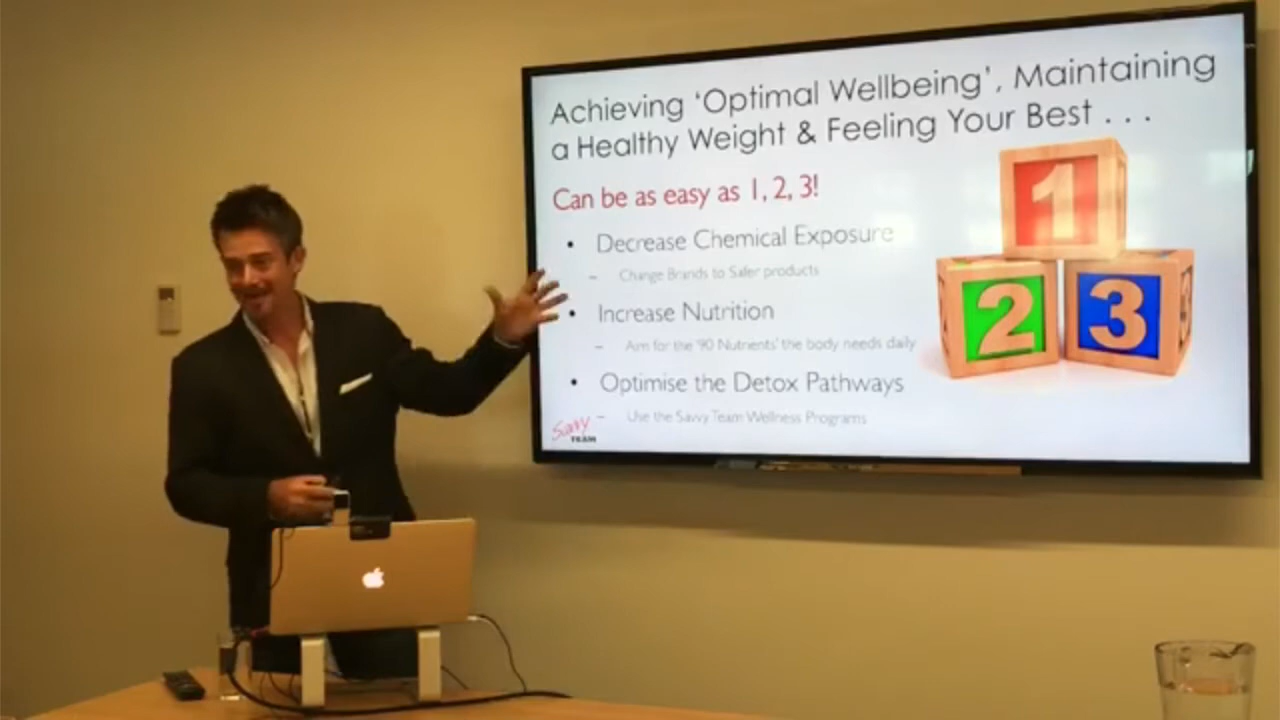 Achieving ‘Optimal Wellbeing’, Maintaining
a Healthy Weight & Feeling Your Best . . .
Can be as easy as 1, 2, 3!
• Decrease Chemical Exposure
– Change Brands to Safer products
• Increase Nutrition
– Aim for the '90 Nutrients' the body needs daily
• Optimise the Detox Pathways
– Use the Savvy Team Wellness Programs
1
2 3
Savvy
TEAM